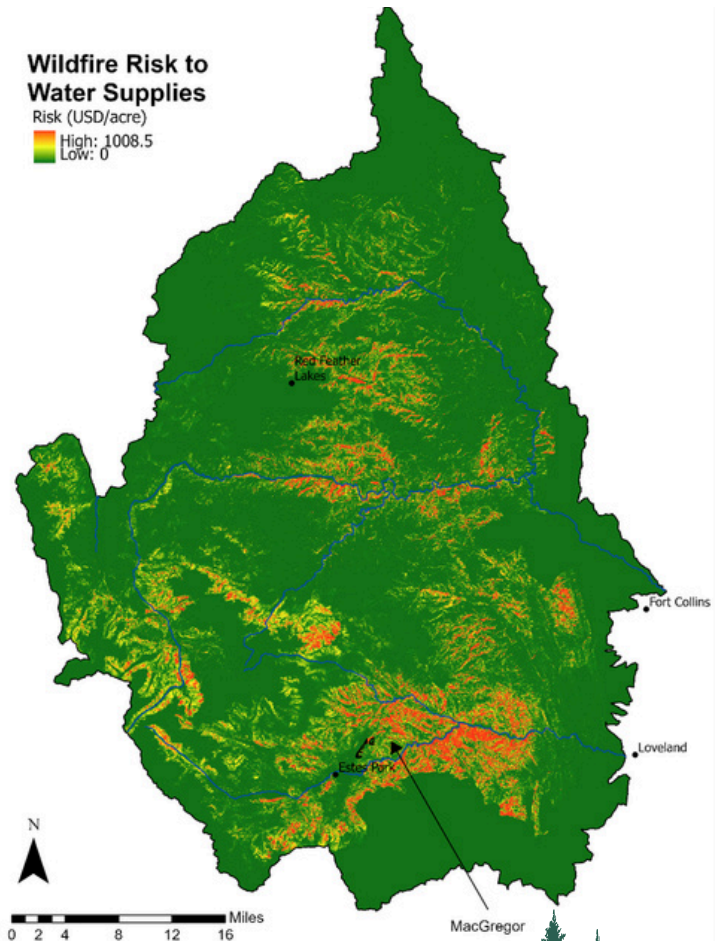 Wildfire Risk to
Water Supplies
Risk (USD/acre)
High: 1008.5
Low: 0
Red Feather
Lakes
Fort Collins
Loveland
Estes Park
N
Miles
0 2 4 8 12 16
MacGregor